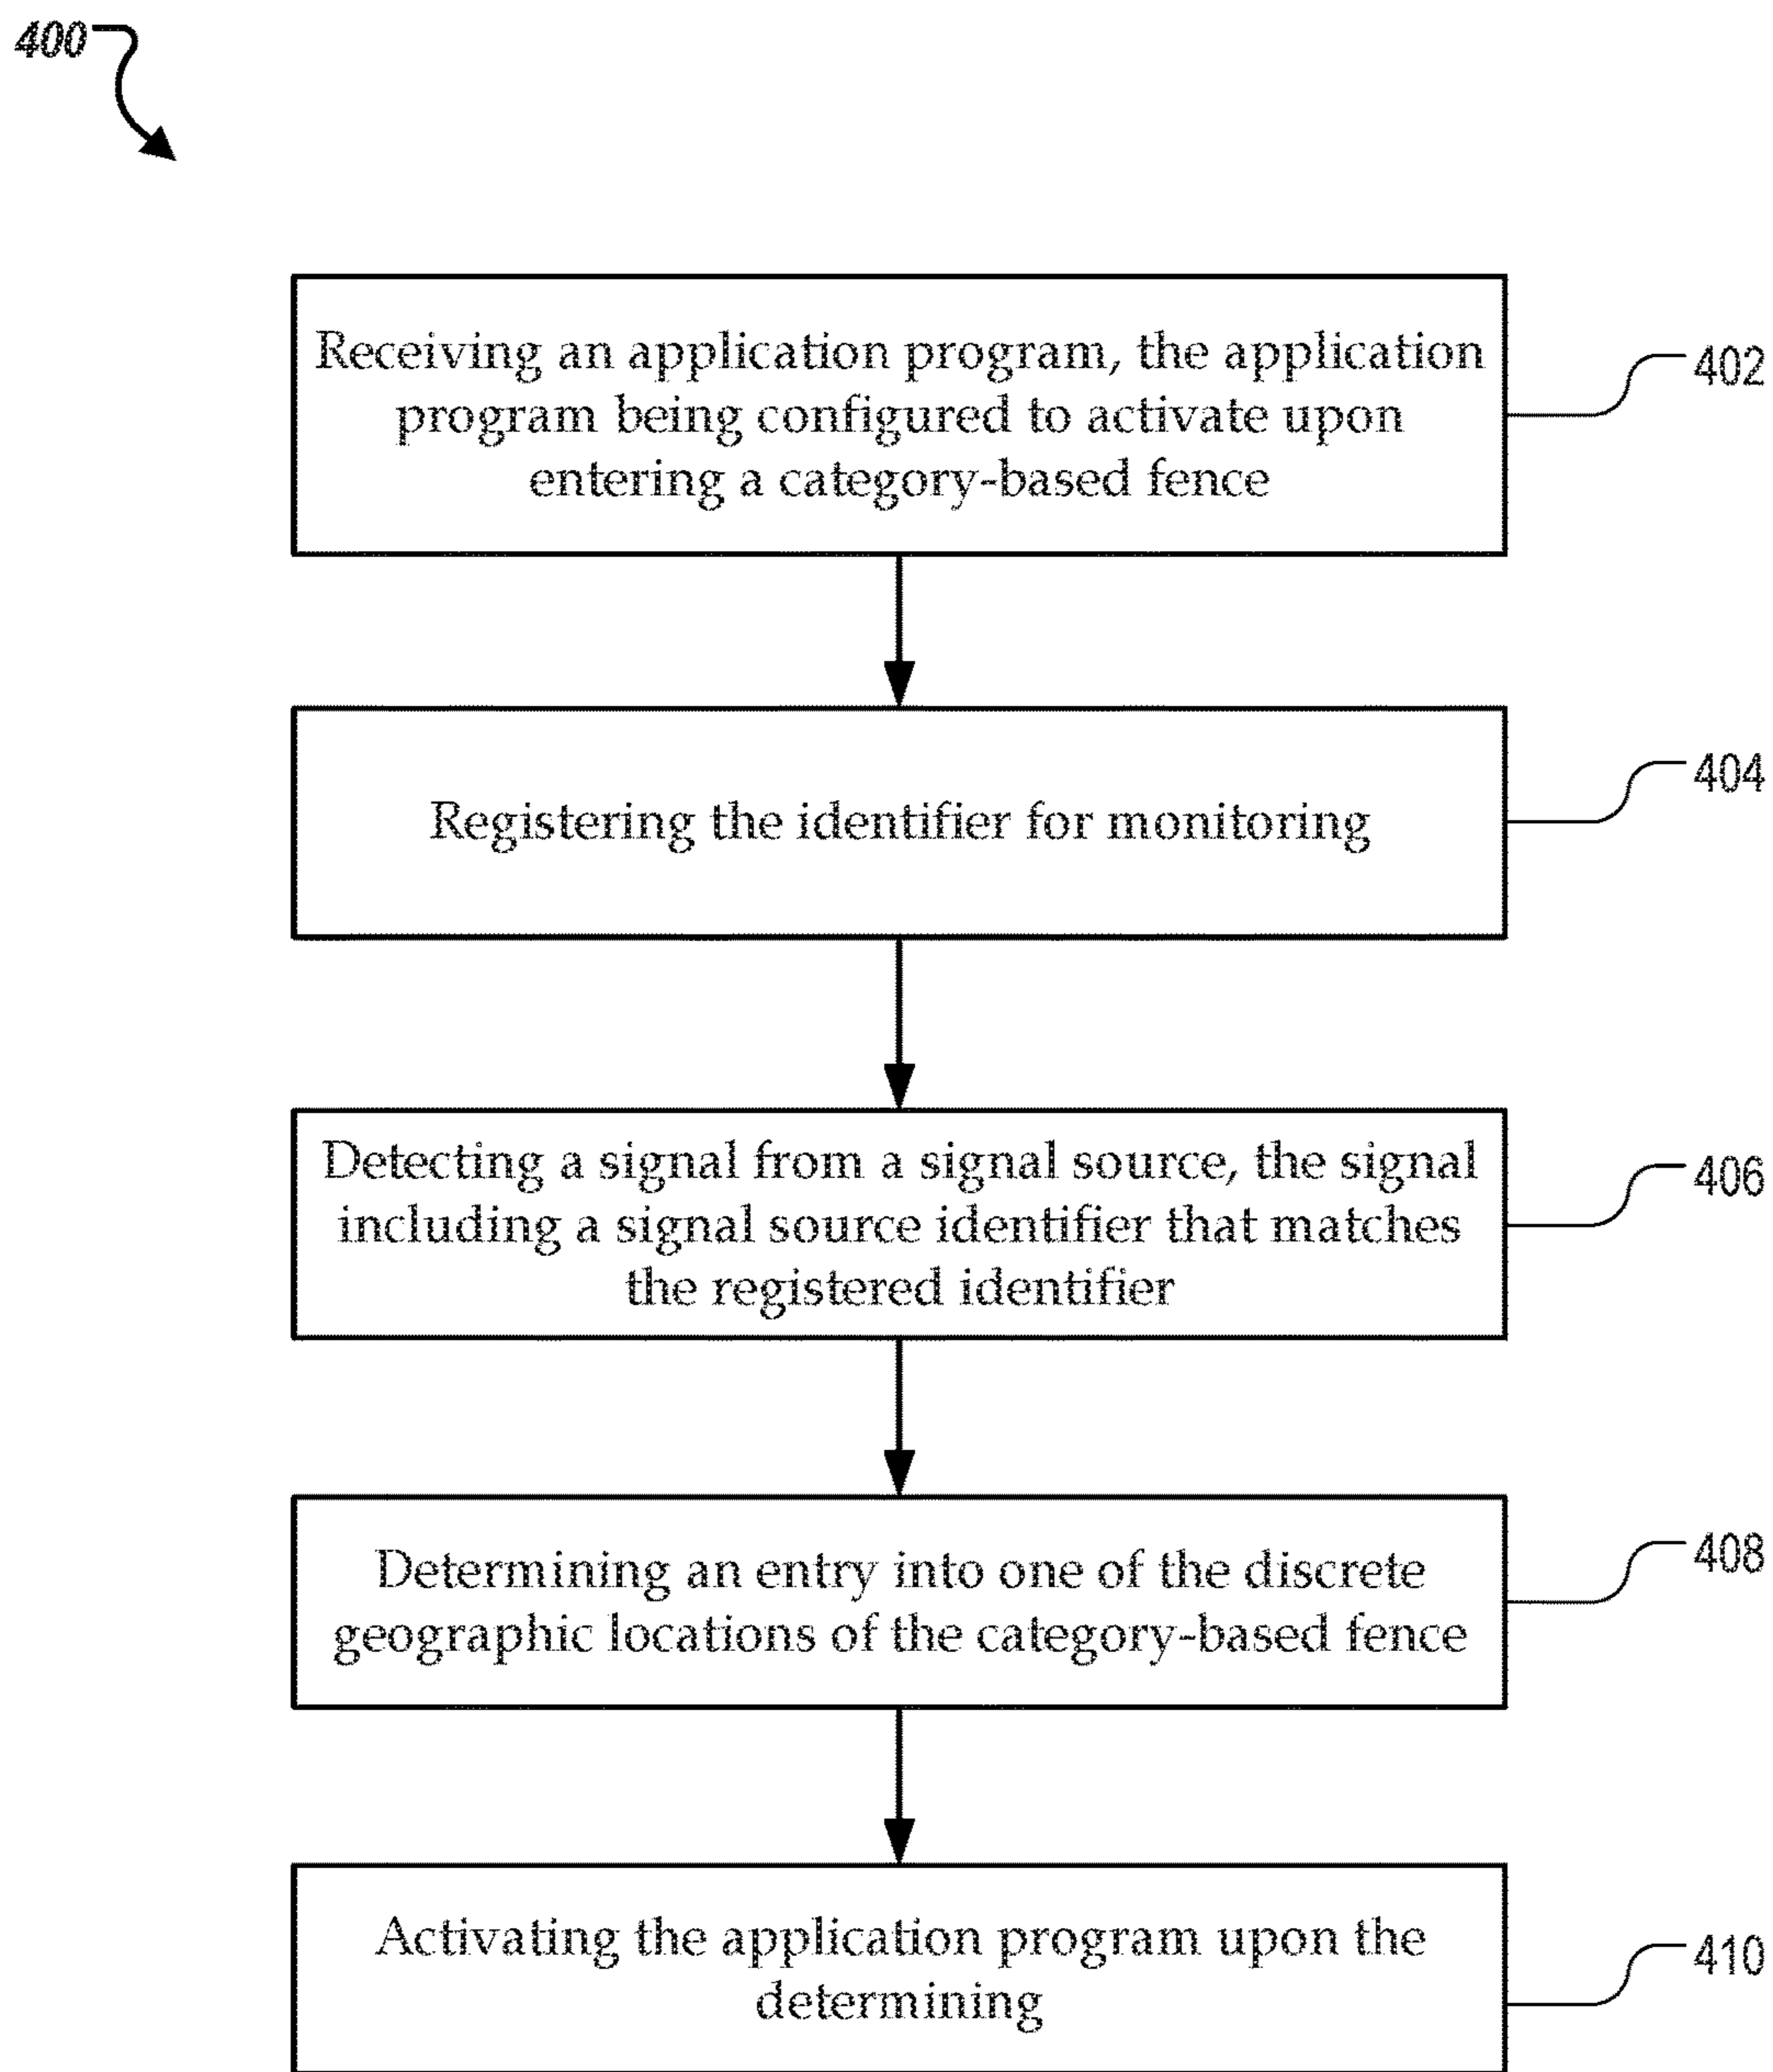 400
Receiving an application program, the application
program being configured to activate upon
entering a category-based fence
402
Registering the identifier for monitoring
404
Detecting a signal from a signal source, the signal
including a signal source identifier that matches
the registered identifier
406
Determining an entry into one of the discrete
geographic locations of the category-based fence
408
Activating the application program upon the
determining
410